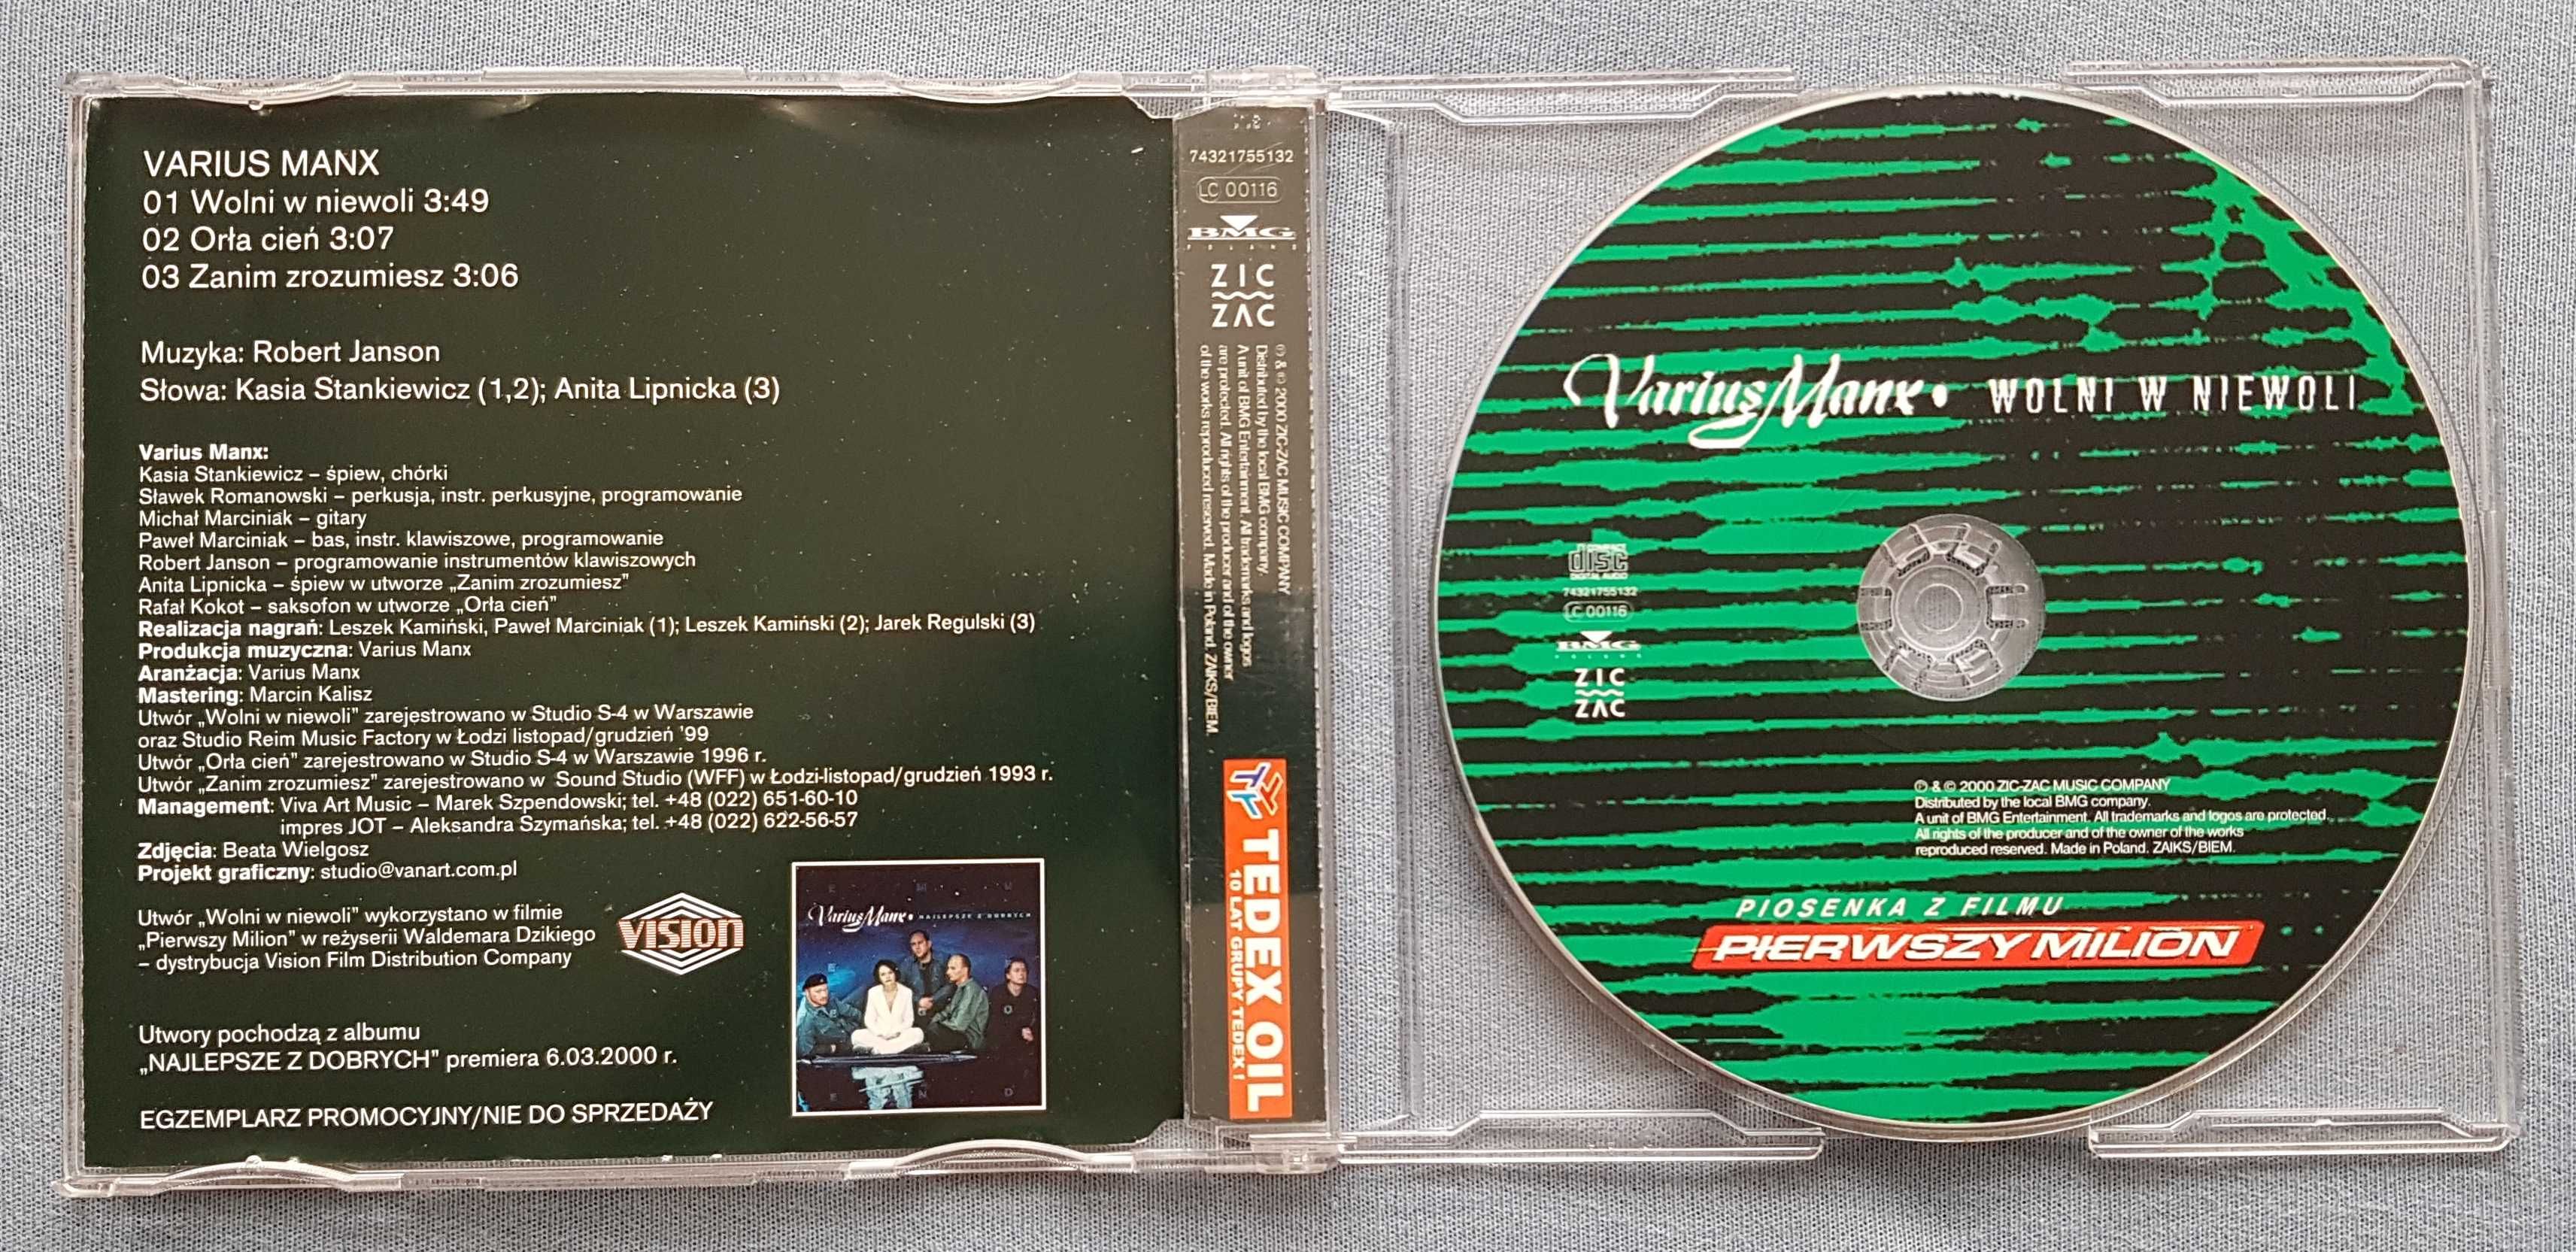 VARIUS MANX
01 Wolni w niewoli 3:49
02 Orła cień 3:07
03 Zanim zrozumiesz 3:06
Muzyka: Robert Janson
Słowa: Kasia Stankiewicz (1,2); Anita Lipnicka (3)
Varius Manx:
Kasia Stankiewicz – śpiew, chórki
Sławek Romanowski – perkusja, instr. perkusyjne, programowanie
Michał Marciniak – gitary
Paweł Marciniak – bas, instr. klawiszowe, programowanie
Robert Janson – programowanie instrumentów klawiszowych
Anita Lipnicka – śpiew w utworze „Zanim zrozumiesz”
Rafał Kokot – saksofon w utworze „Orła cień”
Realizacja nagrań: Leszek Kamiński, Paweł Marciniak (1); Leszek Kamiński (2); Jarek Regulski (3)
Produkcja muzyczna: Varius Manx
Aranżacja: Varius Manx
Mastering: Marcin Kalisz
Utwór „Wolni w niewoli” zarejestrowano w Studio S-4 w Warszawie
oraz Studio Reim Music Factory w Łodzi listopad/grudzień '99
Utwór „Orła cień” zarejestrowano w Studio S-4 w Warszawie 1996 r.
Utwór „Zanim zrozumiesz” zarejestrowano w Sound Studio (WFF) w Łodzi-listopad/grudzień 1993 r.
Management: Viva Art Music – Marek Szpendowski; tel. +48 (022) 651-60-10
impres JOT – Aleksandra Szymańska; tel. +48 (022) 622-56-57
Zdjęcia: Beata Wielgosz
Projekt graficzny: studio@vanart.com.pl
Utwór „Wolni w niewoli” wykorzystano w filmie
„Pierwszy Milion” w reżyserii Waldemara Dzikiego
– dystrybucja Vision Film Distribution Company
VISION
Utwory pochodzą z albumu
„NAJLEPSZE Z DOBRYCH” premiera 6.03.2000 r.
EGZEMPLARZ PROMOCYJNY/NIE DO SPRZEDAŻY
Varius Manx • NAJLEPSZE Z DOBRYCH
74321755132
LC 00116
BMG
POLAND
ZIC
ZAC
℗ & © 2000 ZIC-ZAC MUSIC COMPANY
Distributed by the local BMG company.
A unit of BMG Entertainment. All trademarks and logos
are protected. All rights of the producer and of the owner
of the works reproduced reserved. Made in Poland. ZAIKS/BIEM.
TEDEX OIL
10 LAT GRUPY TEDEX !
Varius Manx • WOLNI W NIEWOLI
COMPACT
disc
DIGITAL AUDIO
74321755132
LC 00116
BMG
POLAND
ZIC
ZAC
℗ & © 2000 ZIC-ZAC MUSIC COMPANY
Distributed by the local BMG company.
A unit of BMG Entertainment. All trademarks and logos are protected.
All rights of the producer and of the owner of the works
reproduced reserved. Made in Poland. ZAIKS/BIEM.
PIOSENKA Z FILMU
PIERWSZY MILION